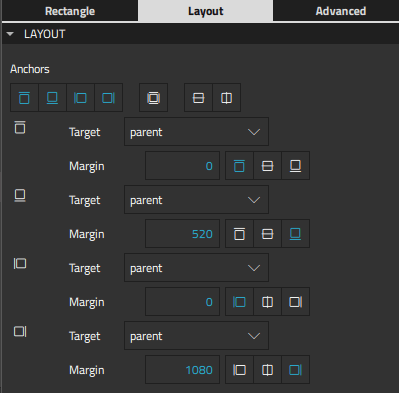 Rectangle Layout Advanced
LAYOUT
Anchors
Target parent
Margin 0
Target parent
Margin 520
Target parent
Margin 0
Target parent
Margin 1080